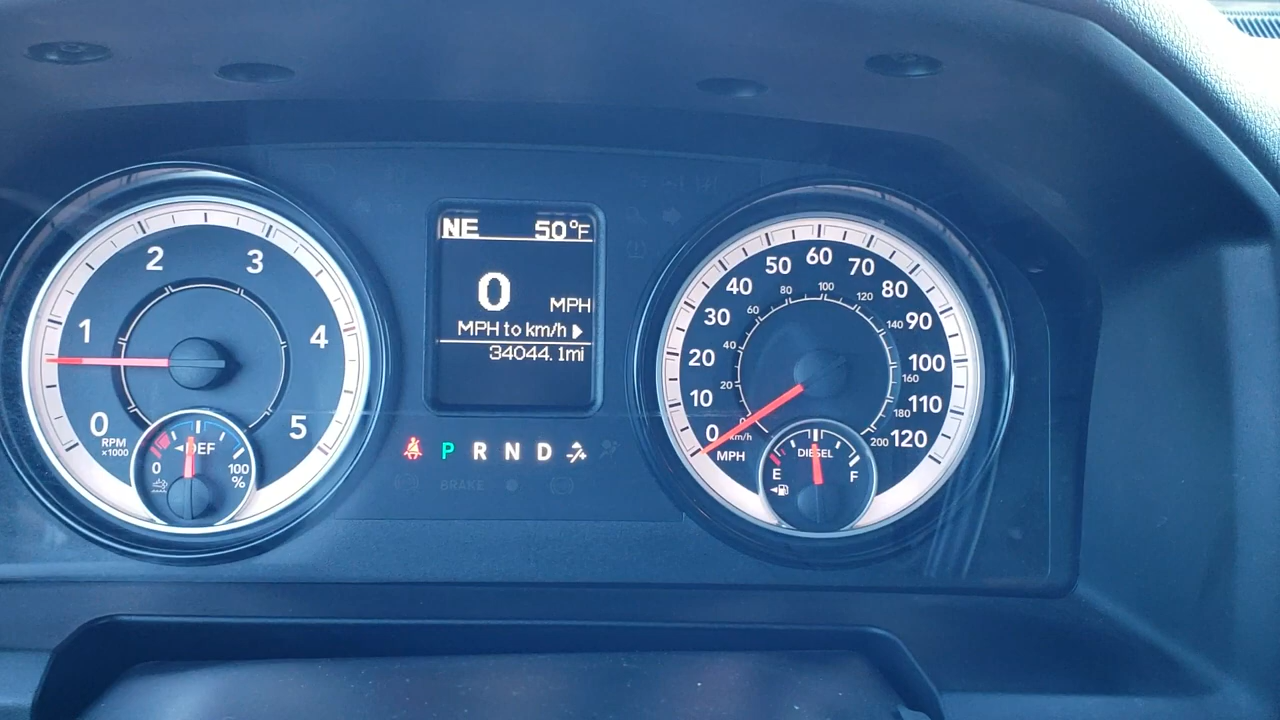 NE 50°F
0 MPH
MPH to km/h
34044.1mi
0 1 2 3 4 5
RPM
x1000
DEF
0 100
%
P R N D
BRAKE
0 10 20 30 40 50 60 70 80 90 100 110 120
MPH
0 20 40 60 80 100 120 140 160 180 200
km/h
DIESEL
E F